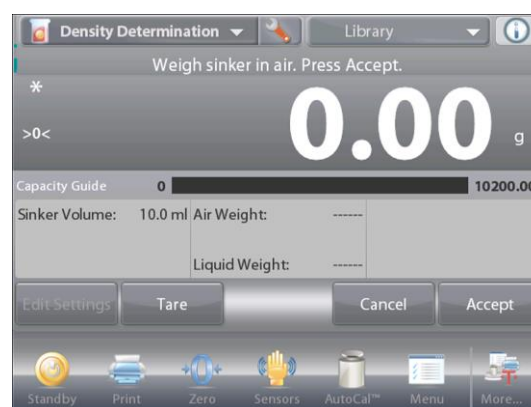 Density Determination Library
Weigh sinker in air. Press Accept.
*
>0< 0.00 g
Capacity Guide 0 10200.00
Sinker Volume: 10.0 ml Air Weight: ------
Liquid Weight: ------
Edit Settings Tare Cancel Accept
Standby Print Zero Sensors AutoCal™ Menu More...